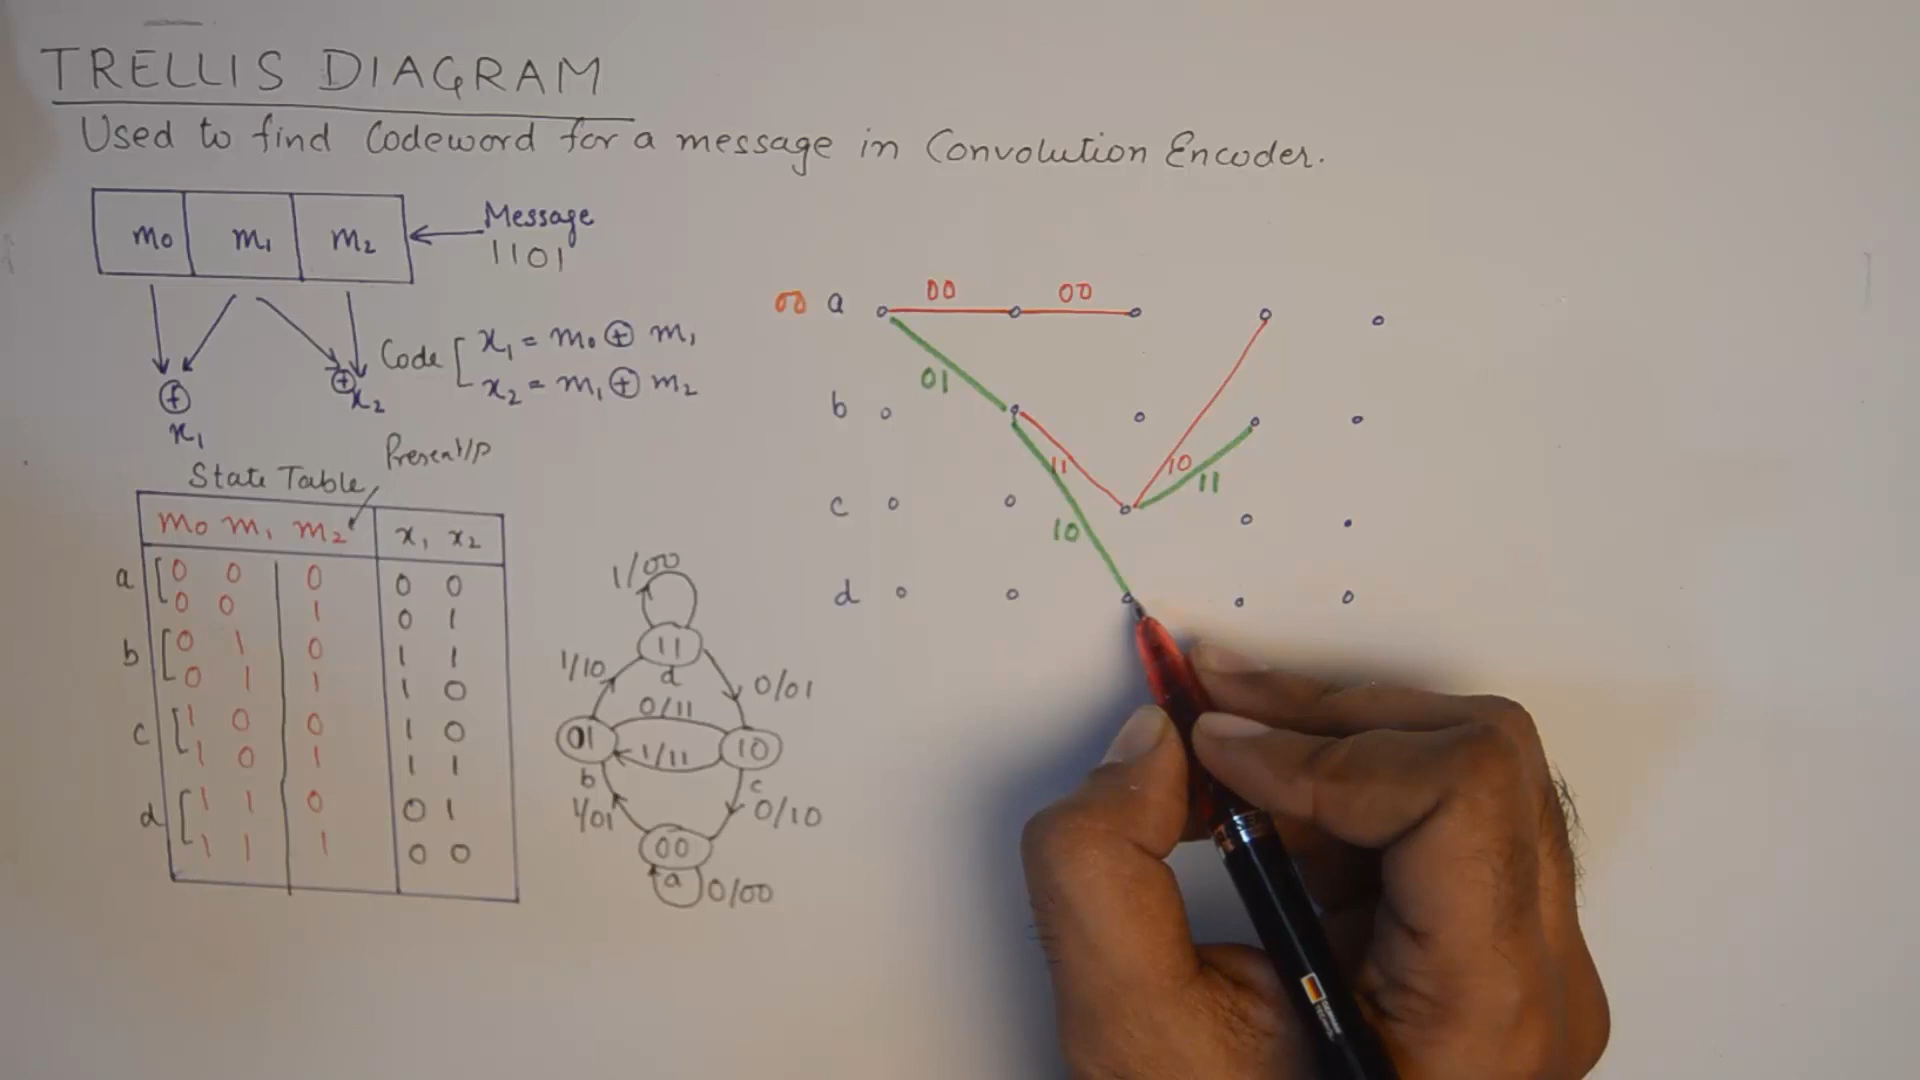 TRELLIS DIAGRAM
Used to find Codeword for a message in Convolution Encoder.
m0 m1 m2
Message
1101
Code
x1 = m0 ⊕ m1
x2 = m1 ⊕ m2
⊕ x1
⊕ x2
Present i/p
State Table
m0 m1 m2 x1 x2
a 0 0 0 0 0
0 0 1 0 1
b 0 1 0 1 1
0 1 1 1 0
c 1 0 0 1 0
1 0 1 1 1
d 1 1 0 0 1
1 1 1 0 0
1/00
11
d
1/10
0/01
0/11
01
10
1/11
b
c
1/01
0/10
00
a
0/00
00 a
00 00
01
b
11
10
11
c
10
d